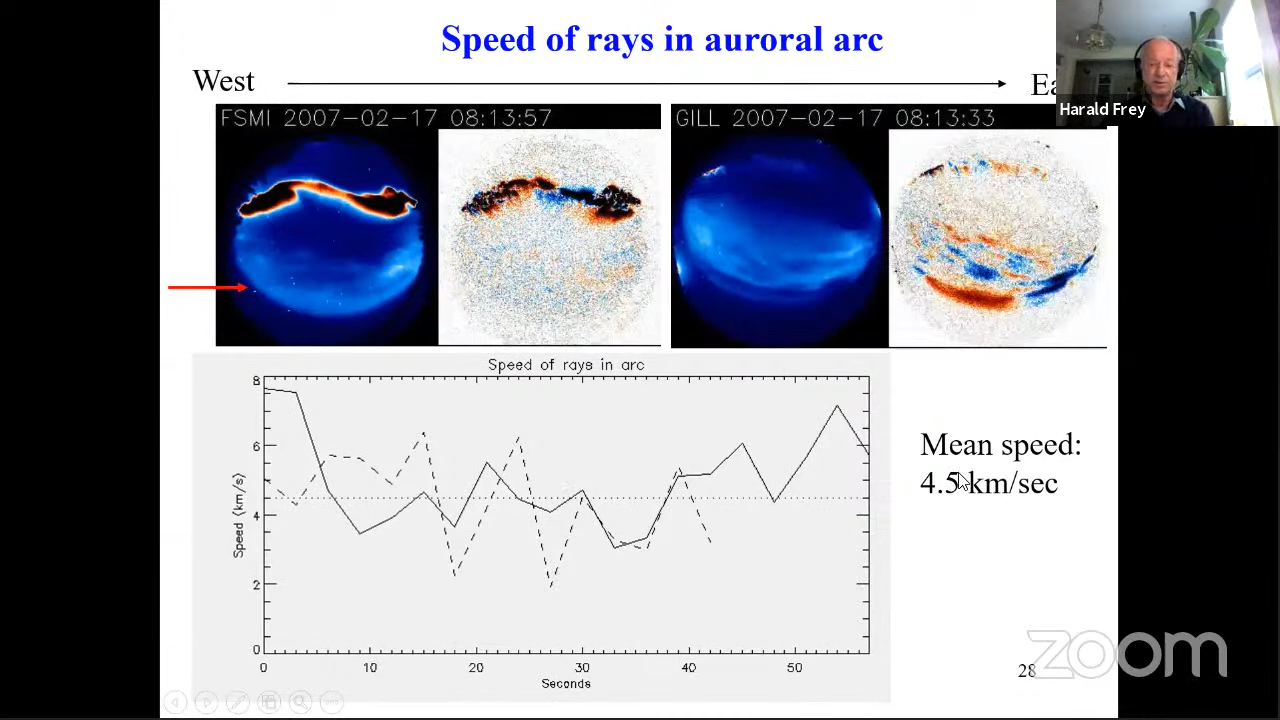 Speed of rays in auroral arc
West
Ea
Harald Frey
FSMI 2007-02-17 08:13:57
GILL 2007-02-17 08:13:33
Speed of rays in arc
8
6
4
2
0
Speed (km/s)
0 10 20 30 40 50
Seconds
Mean speed:
4.5 km/sec
28
zoom